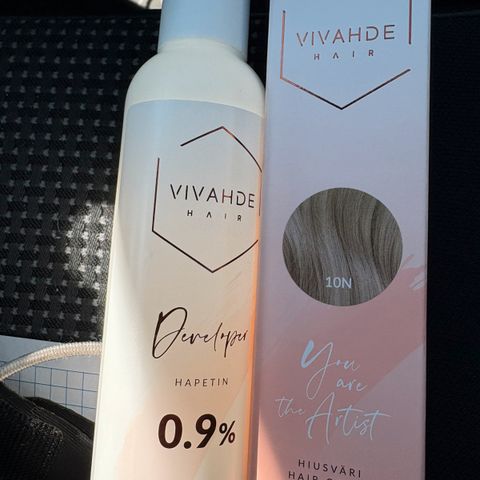 VIVAHDE
HAIR
Developer
HAPETIN
0.9%
VIVAHDE
HAIR
10N
You
are
the Artist
HIUSVÄRI